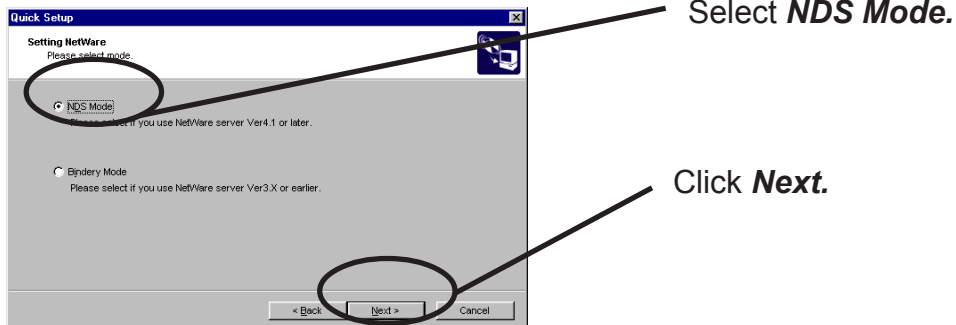 Select NDS Mode.
Quick Setup
Setting NetWare
Please select mode.
NDS Mode
Please select if you use NetWare server Ver4.1 or later.
Bindery Mode
Please select if you use NetWare server Ver3.X or earlier.
Click Next.
< Back
Next >
Cancel